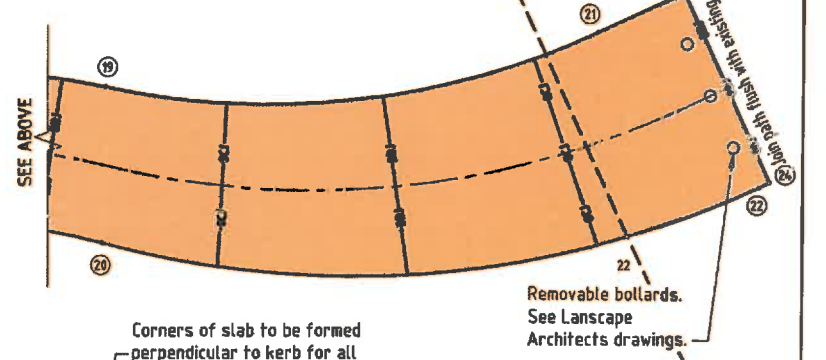 21
19
Join path flush with existing
SEE ABOVE
24
22
20
22
Removable bollards.
See Lanscape
Architects drawings.
Corners of slab to be formed
perpendicular to kerb for all